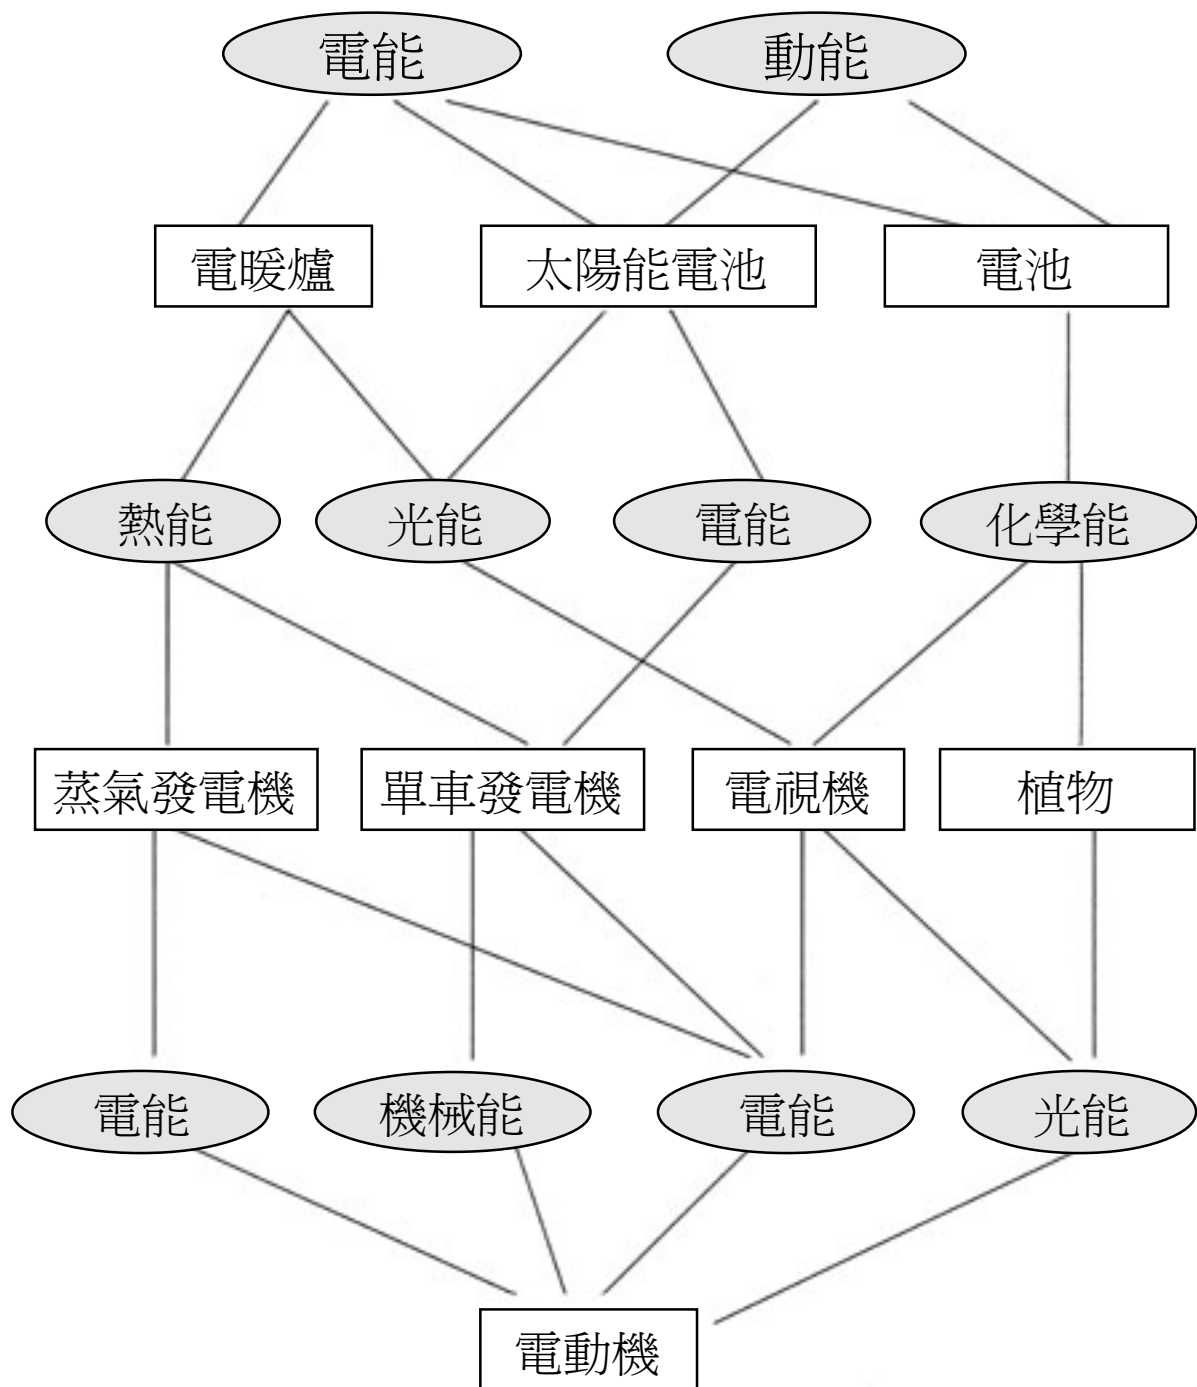 電能
動能
電暖爐
太陽能電池
電池
熱能
光能
電能
化學能
蒸氣發電機
單車發電機
電視機
植物
電能
機械能
電能
光能
電動機